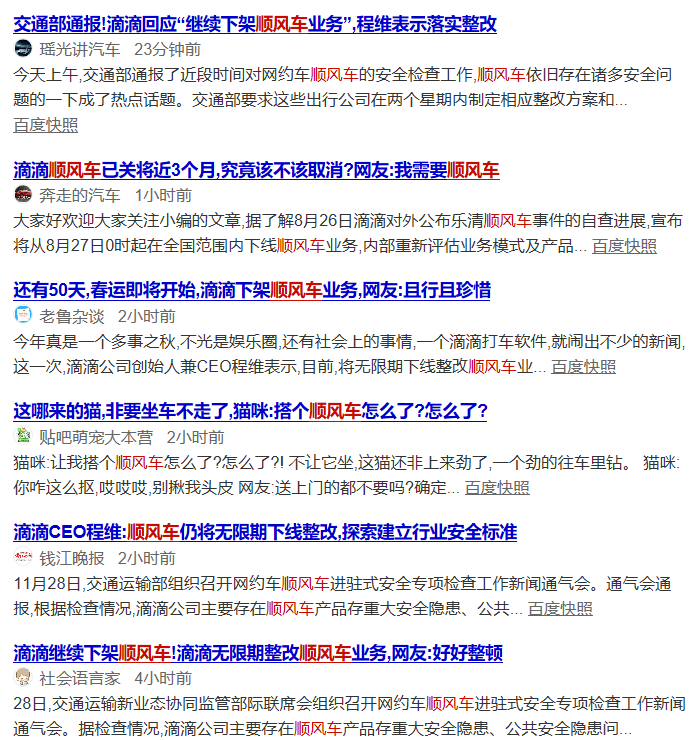 交通部通报!滴滴回应“继续下架顺风车业务”,程维表示落实整改
瑶光讲汽车 23分钟前
今天上午,交通部通报了近段时间对网约车顺风车的安全检查工作,顺风车依旧存在诸多安全问
题的一下成了热点话题。交通部要求这些出行公司在两个星期内制定相应整改方案和...
百度快照
滴滴顺风车已关将近3个月,究竟该不该取消?网友:我需要顺风车
奔走的汽车 1小时前
大家好欢迎大家关注小编的文章,据了解8月26日滴滴对外公布乐清顺风车事件的自查进展,宣布
将从8月27日0时起在全国范围内下线顺风车业务,内部重新评估业务模式及产品... 百度快照
还有50天,春运即将开始,滴滴下架顺风车业务,网友:且行且珍惜
老鲁杂谈 2小时前
今年真是一个多事之秋,不光是娱乐圈,还有社会上的事情,一个滴滴打车软件,就闹出不少的新闻,
这一次,滴滴公司创始人兼CEO程维表示,目前,将无限期下线整改顺风车业... 百度快照
这哪来的猫,非要坐车不走了,猫咪:搭个顺风车怎么了?怎么了?
贴吧萌宠大本营 2小时前
猫咪:让我搭个顺风车怎么了?怎么了?! 不让它坐,这猫还非上来劲了,一个劲的往车里钻。 猫咪:
你咋这么抠,哎哎哎,别揪我头皮 网友:送上门的都不要吗?确定... 百度快照
滴滴CEO程维:顺风车仍将无限期下线整改,探索建立行业安全标准
钱江晚报 2小时前
11月28日,交通运输部组织召开网约车顺风车进驻式安全专项检查工作新闻通气会。通气会通
报,根据检查情况,滴滴公司主要存在顺风车产品存重大安全隐患、公共... 百度快照
滴滴继续下架顺风车!滴滴无限期整改顺风车业务,网友:好好整顿
社会语言家 4小时前
28日,交通运输新业态协同监管部际联席会组织召开网约车顺风车进驻式安全专项检查工作新闻
通气会。据检查情况,滴滴公司主要存在顺风车产品存重大安全隐患、公共安全隐患问...